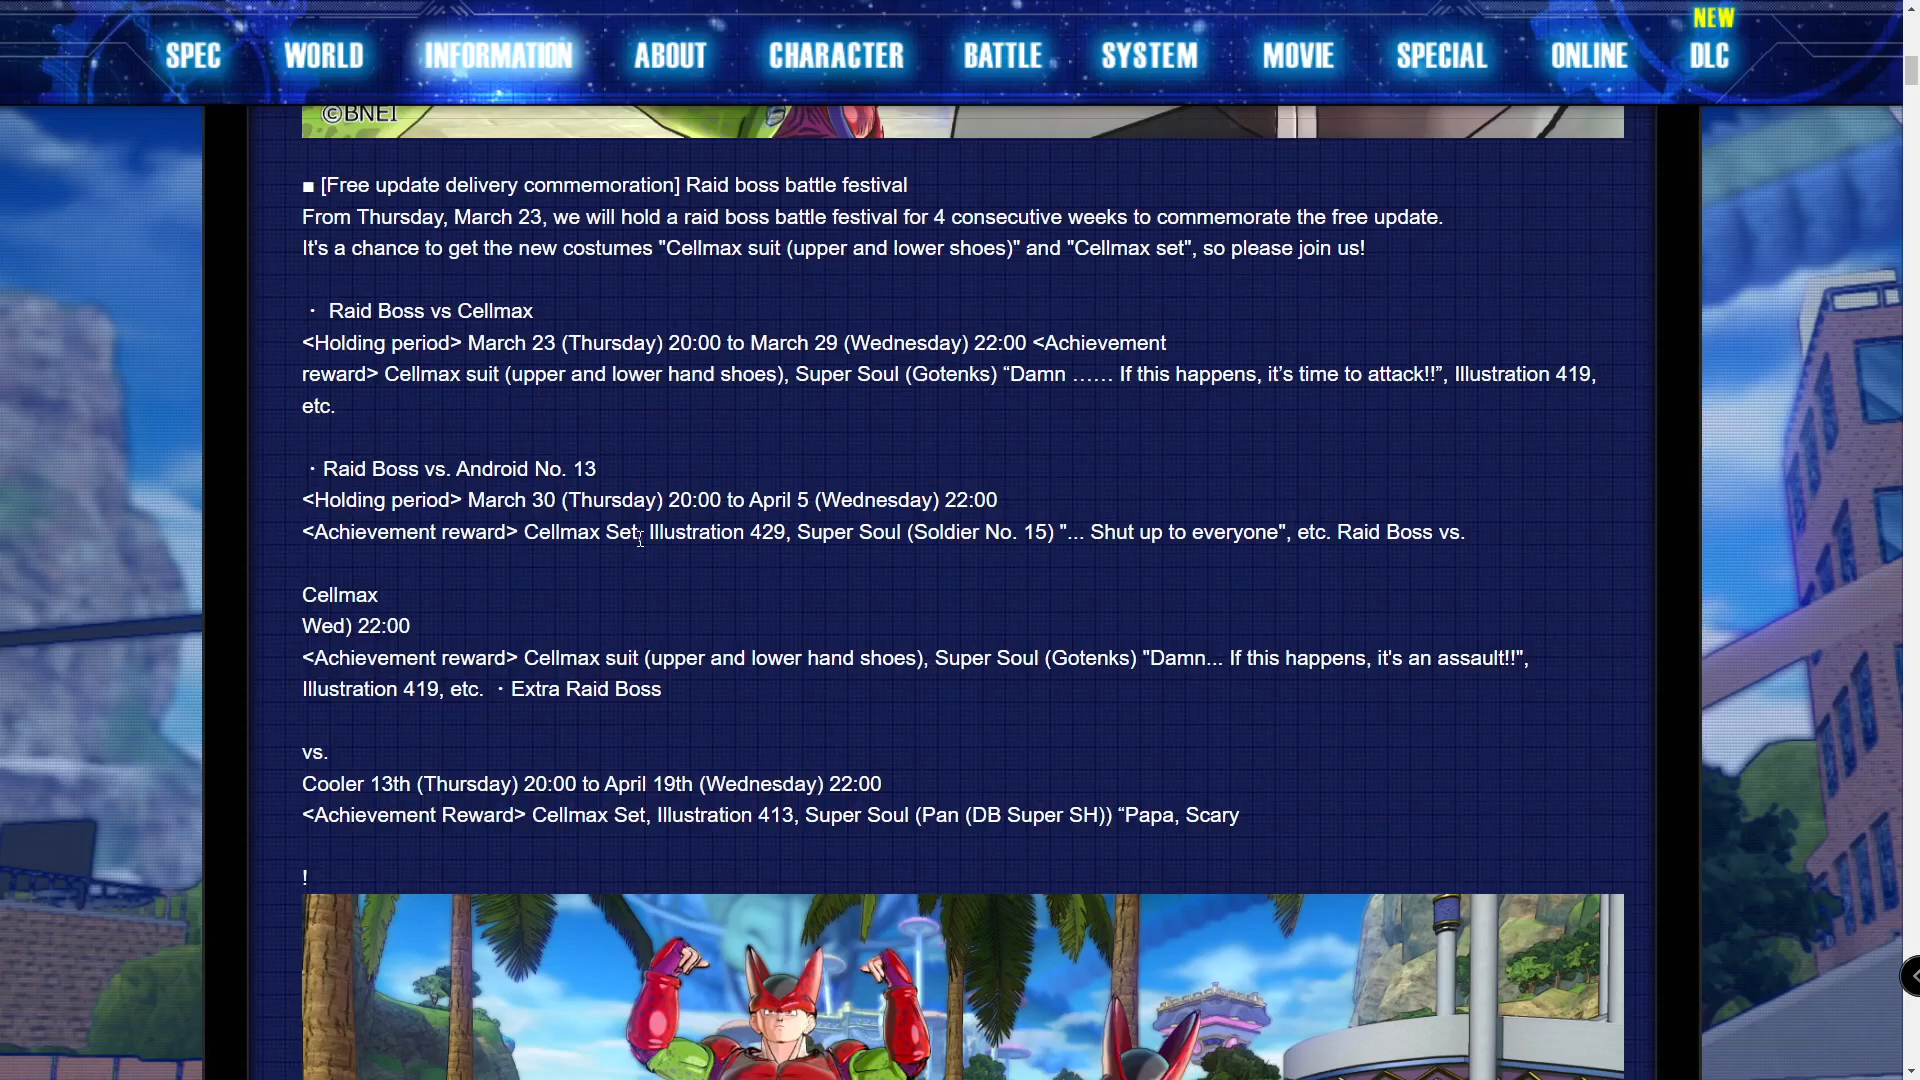 NEW
SPEC WORLD INFORMATION ABOUT CHARACTER BATTLE SYSTEM MOVIE SPECIAL ONLINE DLC
©BNEI
■ [Free update delivery commemoration] Raid boss battle festival
From Thursday, March 23, we will hold a raid boss battle festival for 4 consecutive weeks to commemorate the free update.
It's a chance to get the new costumes "Cellmax suit (upper and lower shoes)" and "Cellmax set", so please join us!
・ Raid Boss vs Cellmax
<Holding period> March 23 (Thursday) 20:00 to March 29 (Wednesday) 22:00 <Achievement
reward> Cellmax suit (upper and lower hand shoes), Super Soul (Gotenks) “Damn …… If this happens, it’s time to attack!!”, Illustration 419,
etc.
・Raid Boss vs. Android No. 13
<Holding period> March 30 (Thursday) 20:00 to April 5 (Wednesday) 22:00
<Achievement reward> Cellmax Set, Illustration 429, Super Soul (Soldier No. 15) "... Shut up to everyone", etc. Raid Boss vs.
Cellmax
Wed) 22:00
<Achievement reward> Cellmax suit (upper and lower hand shoes), Super Soul (Gotenks) "Damn... If this happens, it's an assault!!",
Illustration 419, etc. ・Extra Raid Boss
vs.
Cooler 13th (Thursday) 20:00 to April 19th (Wednesday) 22:00
<Achievement Reward> Cellmax Set, Illustration 413, Super Soul (Pan (DB Super SH)) “Papa, Scary
!